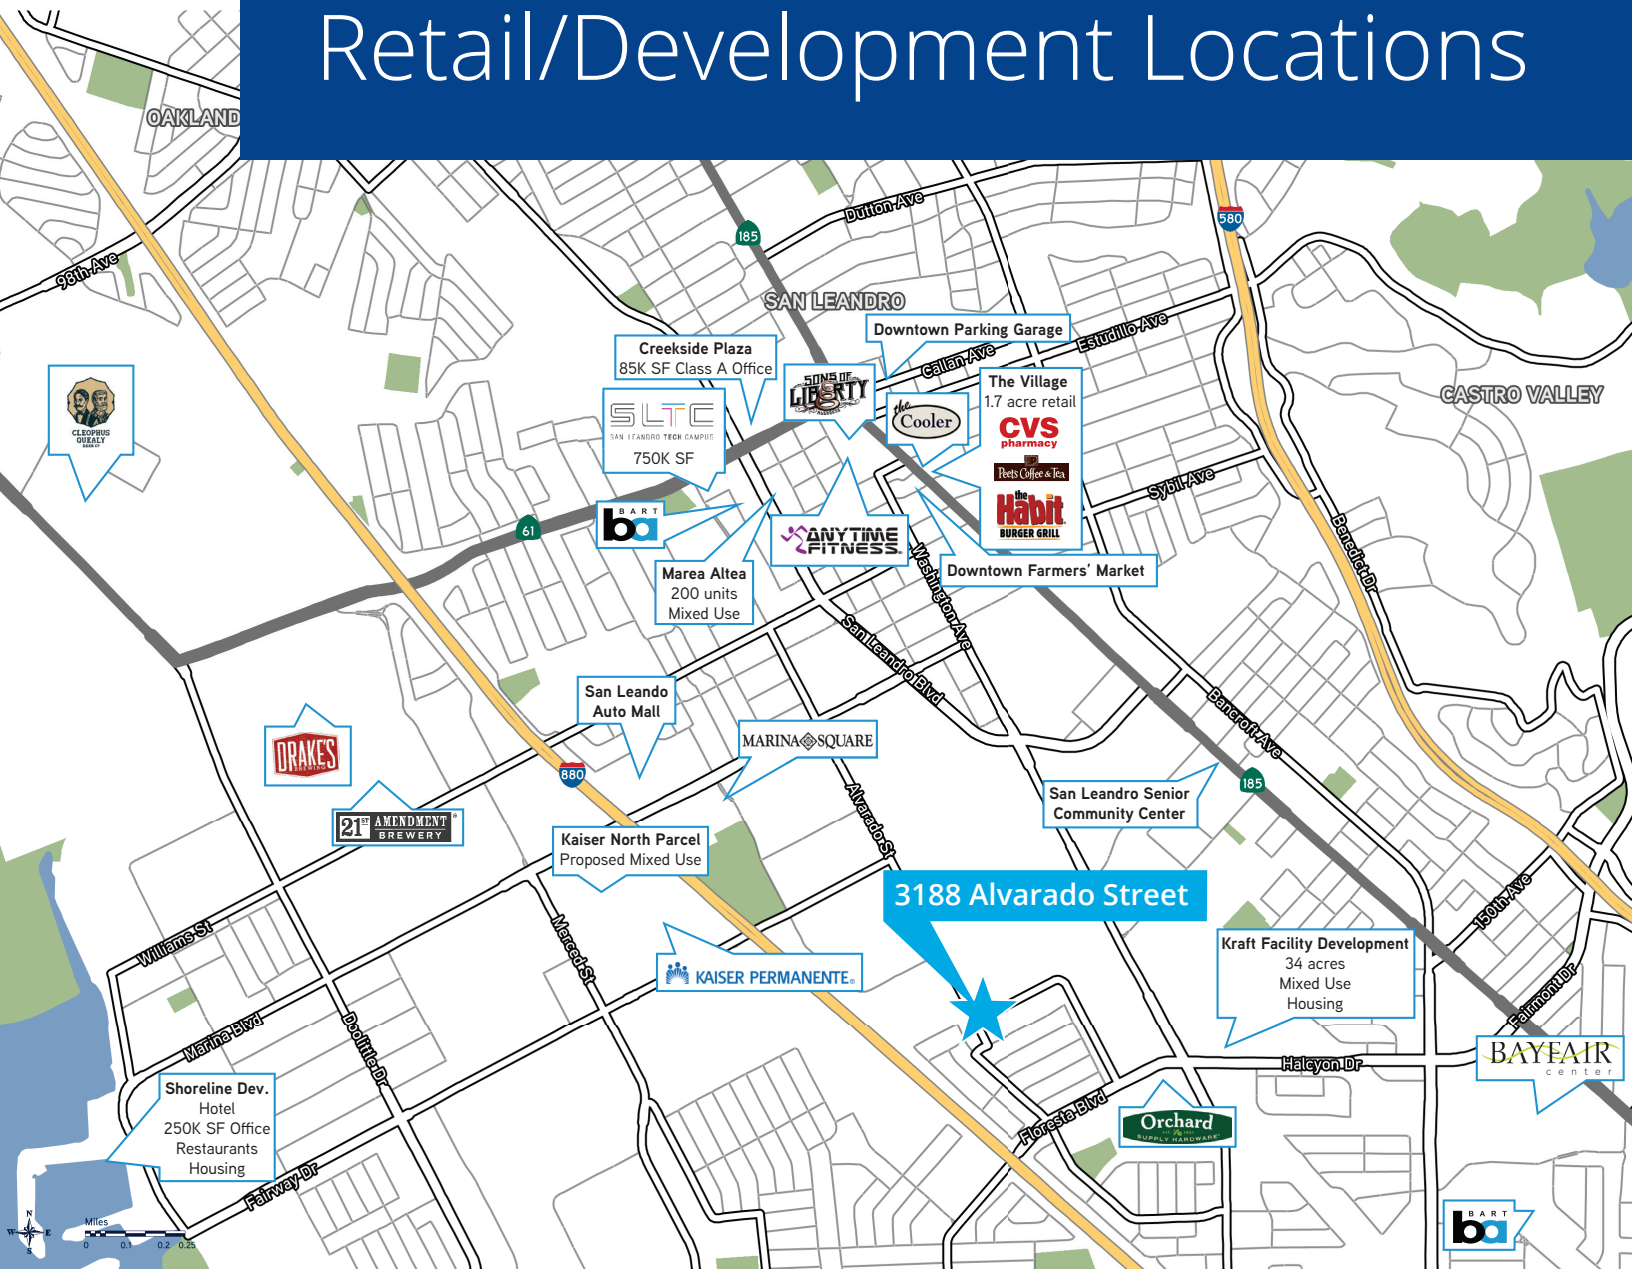 Retail/Development Locations
OAKLAND
98th Ave
185
Dutton Ave
580
SAN LEANDRO
Downtown Parking Garage
Estudillo Ave
Callan Ave
Creekside Plaza
85K SF Class A Office
SONS OF
LIBERTY
the
Cooler
The Village
1.7 acre retail
CVS
pharmacy
Peet's Coffee & Tea
the
Habit
BURGER GRILL
CASTRO VALLEY
CLEOPHUS
QUEALY
BEER CO
SLTC
SAN LEANDRO TECH CAMPUS
750K SF
Sybil Ave
61
BART
ba
ANYTIME
FITNESS
Benedict Dr
Washington Ave
Downtown Farmers' Market
Marea Altea
200 units
Mixed Use
San Leandro Blvd
San Leando
Auto Mall
Bancroft Ave
DRAKE'S
BREWING
MARINA SQUARE
880
185
San Leandro Senior
Community Center
Alvarado St
21ST AMENDMENT
BREWERY
Kaiser North Parcel
Proposed Mixed Use
3188 Alvarado Street
150th Ave
Williams St
Merced St
Kraft Facility Development
34 acres
Mixed Use
Housing
KAISER PERMANENTE®
Fairmont Dr
Marina Blvd
Doolittle Dr
BAYFAIR
center
Halcyon Dr
Shoreline Dev.
Hotel
250K SF Office
Restaurants
Housing
Floresta Blvd
Orchard
SUPPLY HARDWARE
Fairway Dr
N
W E
S
Miles
0 0.1 0.2 0.25
BART
ba